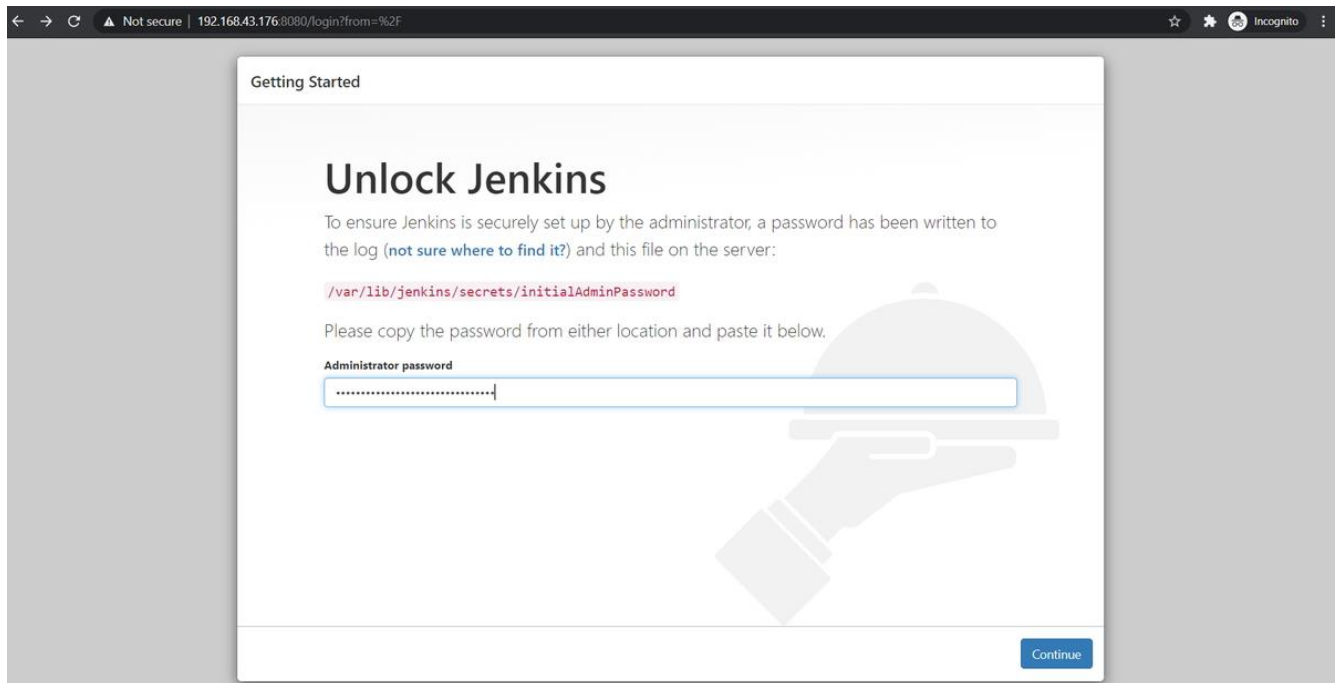 Not secure | 192.168.43.176:8080/login?from=%2F
Incognito
Getting Started
Unlock Jenkins
To ensure Jenkins is securely set up by the administrator, a password has been written to
the log (not sure where to find it?) and this file on the server:
/var/lib/jenkins/secrets/initialAdminPassword
Please copy the password from either location and paste it below.
Administrator password
Continue